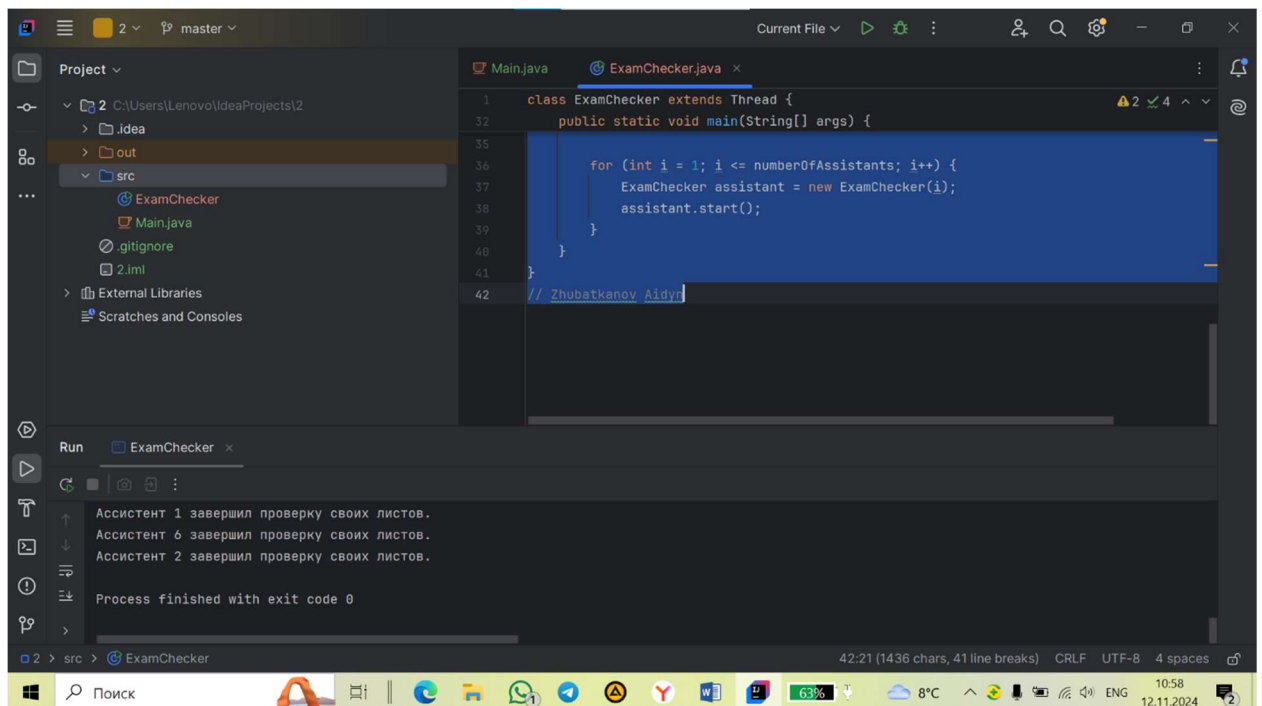 2 master Current File
Project
Main.java ExamChecker.java
2 C:\Users\Lenovo\IdeaProjects\2
.idea
out
src
ExamChecker
Main.java
.gitignore
2.iml
External Libraries
Scratches and Consoles
1 class ExamChecker extends Thread { 2 4
32 public static void main(String[] args) {
35
36 for (int i = 1; i <= numberOfAssistants; i++) {
37 ExamChecker assistant = new ExamChecker(i);
38 assistant.start();
39 }
40 }
41 }
42 // Zhubatkanov Aidyn
Run ExamChecker
Ассистент 1 завершил проверку своих листов.
Ассистент 6 завершил проверку своих листов.
Ассистент 2 завершил проверку своих листов.
Process finished with exit code 0
2 > src > ExamChecker 42:21 (1436 chars, 41 line breaks) CRLF UTF-8 4 spaces
Поиск 63% 8°C ENG 10:58
12.11.2024 2